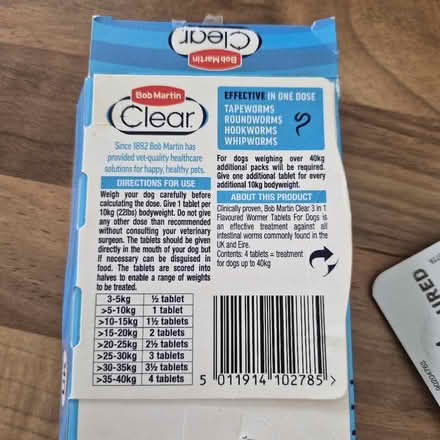 Clear
Bob Martin
Bob Martin
Clear
Since 1892 Bob Martin has
provided vet-quality healthcare
solutions for happy, healthy pets.
DIRECTIONS FOR USE
Weigh your dog carefully before
calculating the dose. Give 1 tablet per
10kg (22lbs) bodyweight. Do not give
any other dose than recommended
without consulting your veterinary
surgeon. The tablets should be given
directly in the mouth of your dog but
if necessary can be disguised in
food. The tablets are scored into
halves to enable a range of weights
to be treated.
3-5kg ½ tablet
>5-10kg 1 tablet
>10-15kg 1½ tablets
>15-20kg 2 tablets
>20-25kg 2½ tablets
>25-30kg 3 tablets
>30-35kg 3½ tablets
>35-40kg 4 tablets
EFFECTIVE IN ONE DOSE
TAPEWORMS
ROUNDWORMS
HOOKWORMS
WHIPWORMS
For dogs weighing over 40kg
additional packs will be required.
Give one additional tablet for every
additional 10kg bodyweight.
ABOUT THIS PRODUCT
Clinically proven, Bob Martin Clear 3 in 1
Flavoured Wormer Tablets For Dogs is
an effective treatment against all
intestinal worms commonly found in the
UK and Eire.
Contents: 4 tablets = treatment
for dogs up to 40kg
5 011914 102785 >